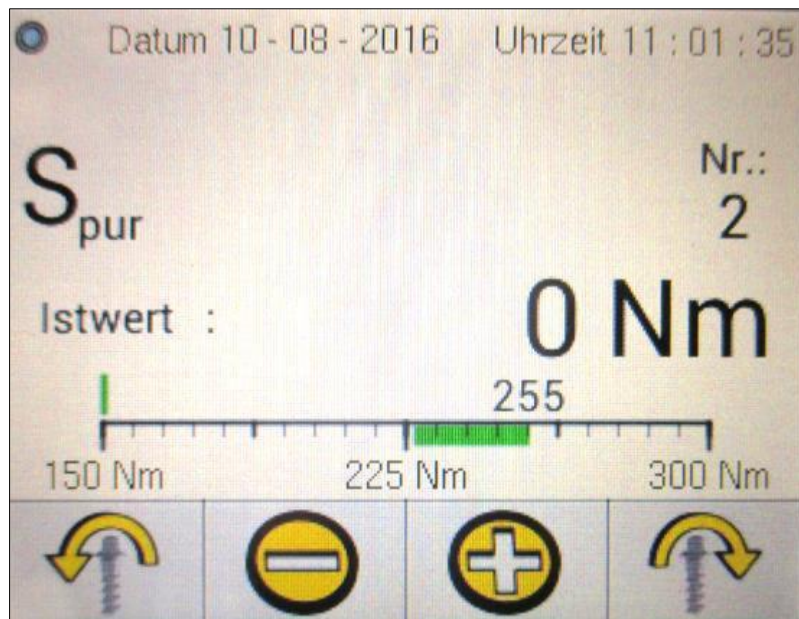 Datum 10 - 08 - 2016 Uhrzeit 11 : 01 : 35
Spur
Nr.:
2
Istwert : 0 Nm
255
150 Nm 225 Nm 300 Nm